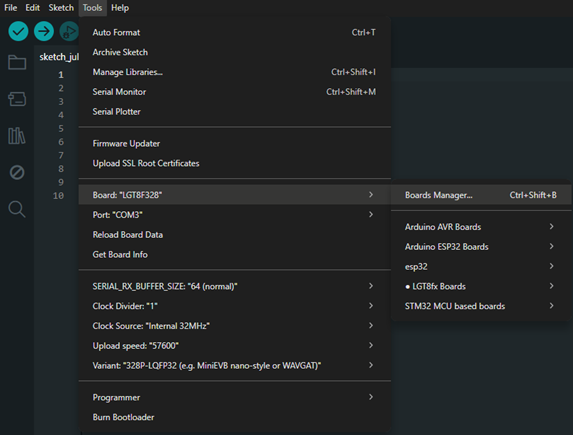 File Edit Sketch Tools Help
sketch_jul
Auto Format Ctrl+T
Archive Sketch
Manage Libraries... Ctrl+Shift+I
Serial Monitor Ctrl+Shift+M
Serial Plotter
Firmware Updater
Upload SSL Root Certificates
Board: "LGT8F328"
Port: "COM3"
Reload Board Data
Get Board Info
SERIAL_RX_BUFFER_SIZE: "64 (normal)"
Clock Divider: "1"
Clock Source: "Internal 32MHz"
Upload speed: "57600"
Variant: "328P-LQFP32 (e.g. MiniEVB nano-style or WAVGAT)"
Programmer
Burn Bootloader
Boards Manager... Ctrl+Shift+B
Arduino AVR Boards
Arduino ESP32 Boards
esp32
• LGT8fx Boards
STM32 MCU based boards
1
2
3
4
5
6
7
8
9
10